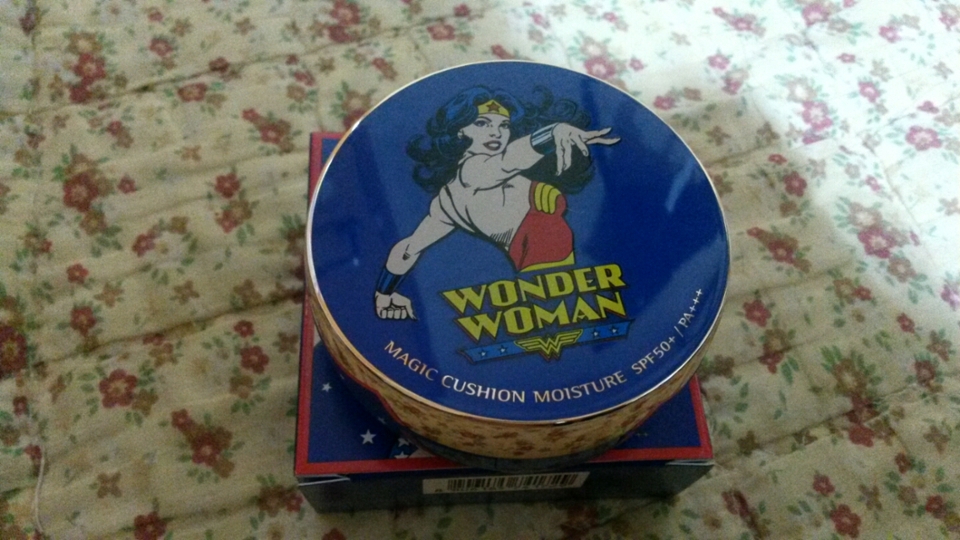 WONDER
WOMAN
MAGIC CUSHION MOISTURE SPF50+ / PA+++